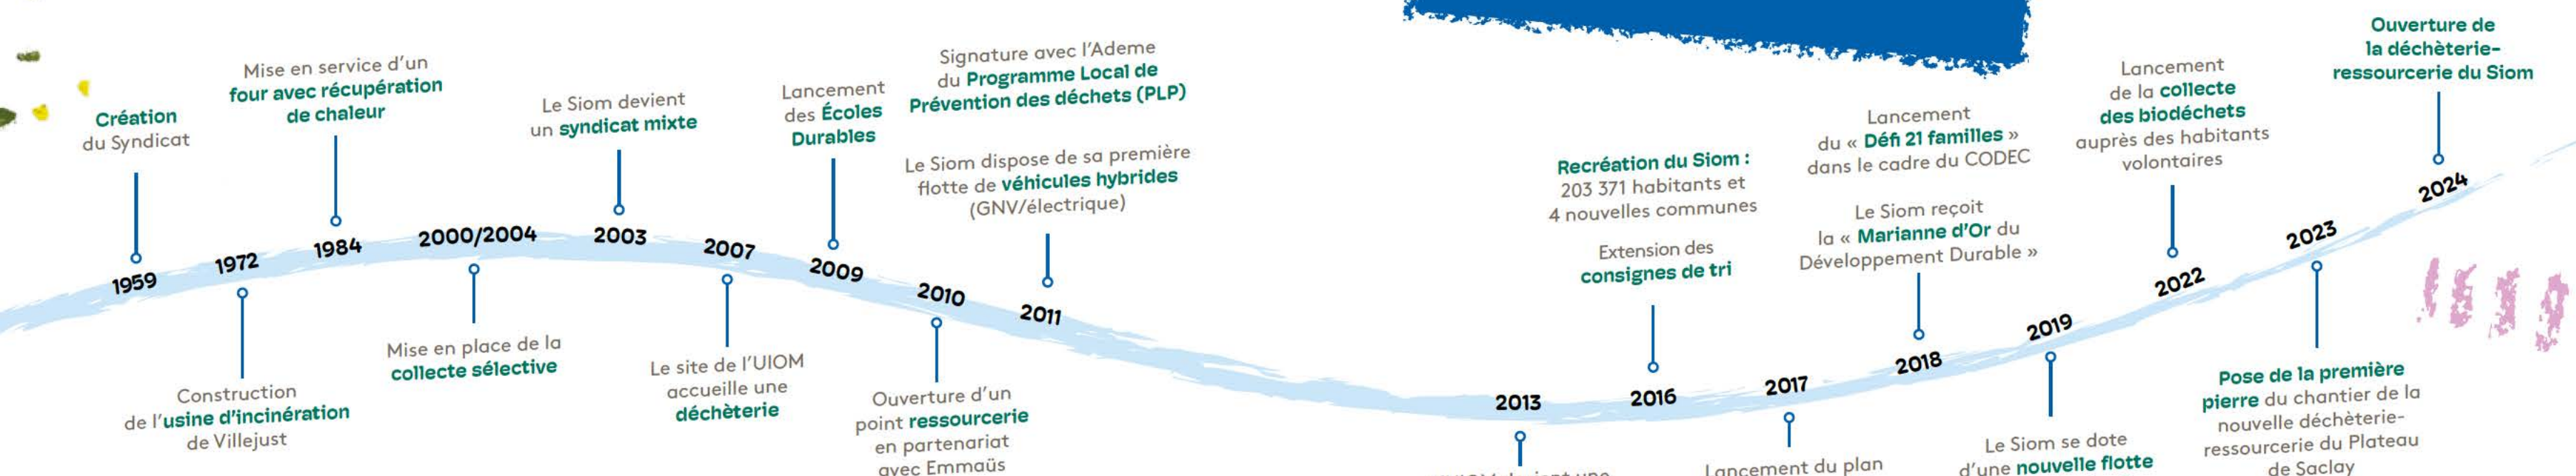 Création
du Syndicat
1959
1972
Construction
de l'usine d'incinération
de Villejust
Mise en service d'un
four avec récupération
de chaleur
1984
2000/2004
Mise en place de la
collecte sélective
Le Siom devient
un syndicat mixte
2003
2007
Le site de l'UIOM
accueille une
déchèterie
Lancement
des Écoles
Durables
2009
2010
Ouverture d'un
point ressourcerie
en partenariat
avec Emmaüs
Signature avec l'Ademe
du Programme Local de
Prévention des déchets (PLP)
Le Siom dispose de sa première
flotte de véhicules hybrides
(GNV/électrique)
2011
2013
Recréation du Siom :
203 371 habitants et
4 nouvelles communes
Extension des
consignes de tri
2016
2017
Lancement du plan
Lancement
du « Défi 21 familles »
dans le cadre du CODEC
Le Siom reçoit
la « Marianne d'Or du
Développement Durable »
2018
2019
Le Siom se dote
d'une nouvelle flotte
Lancement
de la collecte
des biodéchets
auprès des habitants
volontaires
2022
2023
Pose de la première
pierre du chantier de la
nouvelle déchèterie-
ressourcerie du Plateau
de Saclay
Ouverture de
la déchèterie-
ressourcerie du Siom
2024